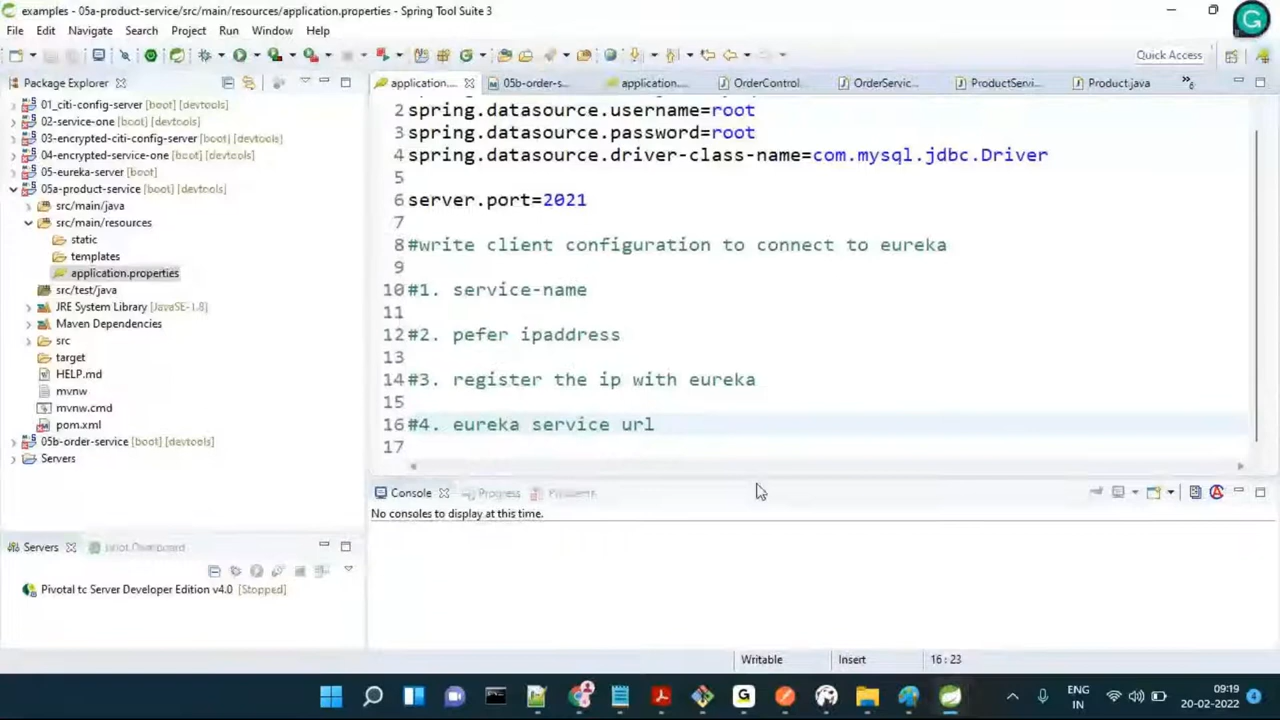 examples - 05a-product-service/src/main/resources/application.properties - Spring Tool Suite 3
File Edit Navigate Search Project Run Window Help
Quick Access
Package Explorer
01_citi-config-server [boot] [devtools]
02-service-one [boot] [devtools]
03-encrypted-citi-config-server [boot] [devtools]
04-encrypted-service-one [boot] [devtools]
05-eureka-server [boot] [devtools]
05a-product-service [boot] [devtools]
src/main/java
src/main/resources
static
templates
application.properties
src/test/java
JRE System Library [JavaSE-1.8]
Maven Dependencies
src
target
HELP.md
mvnw
mvnw.cmd
pom.xml
05b-order-service [boot] [devtools]
Servers
application.... 05b-order-s... application.... OrderControl... OrderServic... ProductServi... Product.java
2 spring.datasource.username=root
3 spring.datasource.password=root
4 spring.datasource.driver-class-name=com.mysql.jdbc.Driver
5
6 server.port=2021
7
8 #write client configuration to connect to eureka
9
10 #1. service-name
11
12 #2. pefer ipaddress
13
14 #3. register the ip with eureka
15
16 #4. eureka service url
17
Console Progress Problems
No consoles to display at this time.
Servers Boot Dashboard
Pivotal tc Server Developer Edition v4.0 [Stopped]
Writable Insert 16 : 23
ENG
IN
09:19
20-02-2022